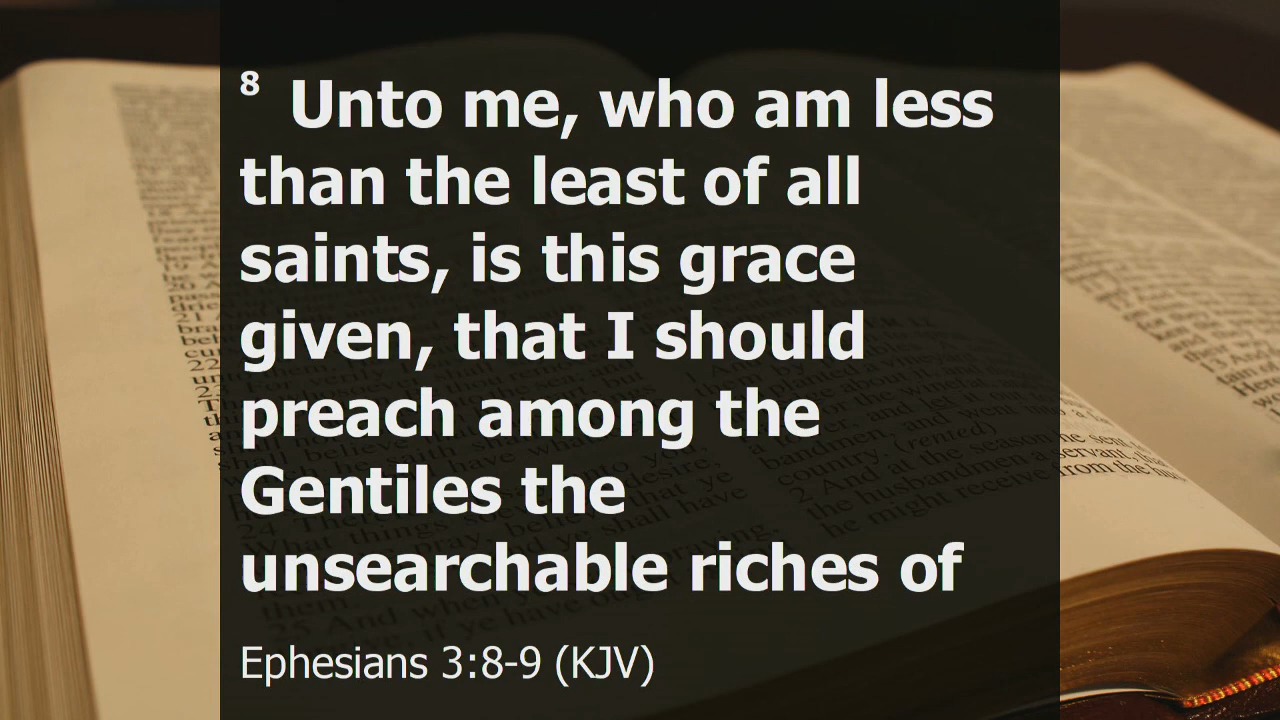 8 Unto me, who am less
than the least of all
saints, is this grace
given, that I should
preach among the
Gentiles the
unsearchable riches of
Ephesians 3:8-9 (KJV)